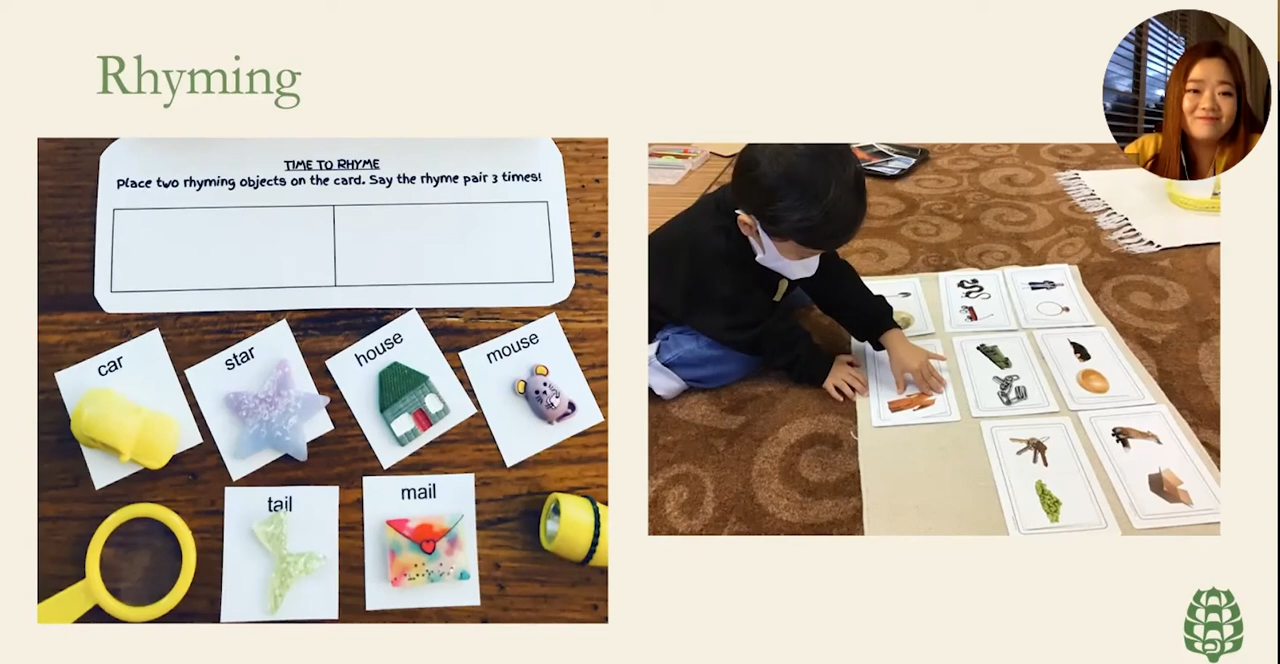 Rhyming
TIME TO RHYME
Place two rhyming objects on the card. Say the rhyme pair 3 times!
car
star
house
mouse
tail
mail